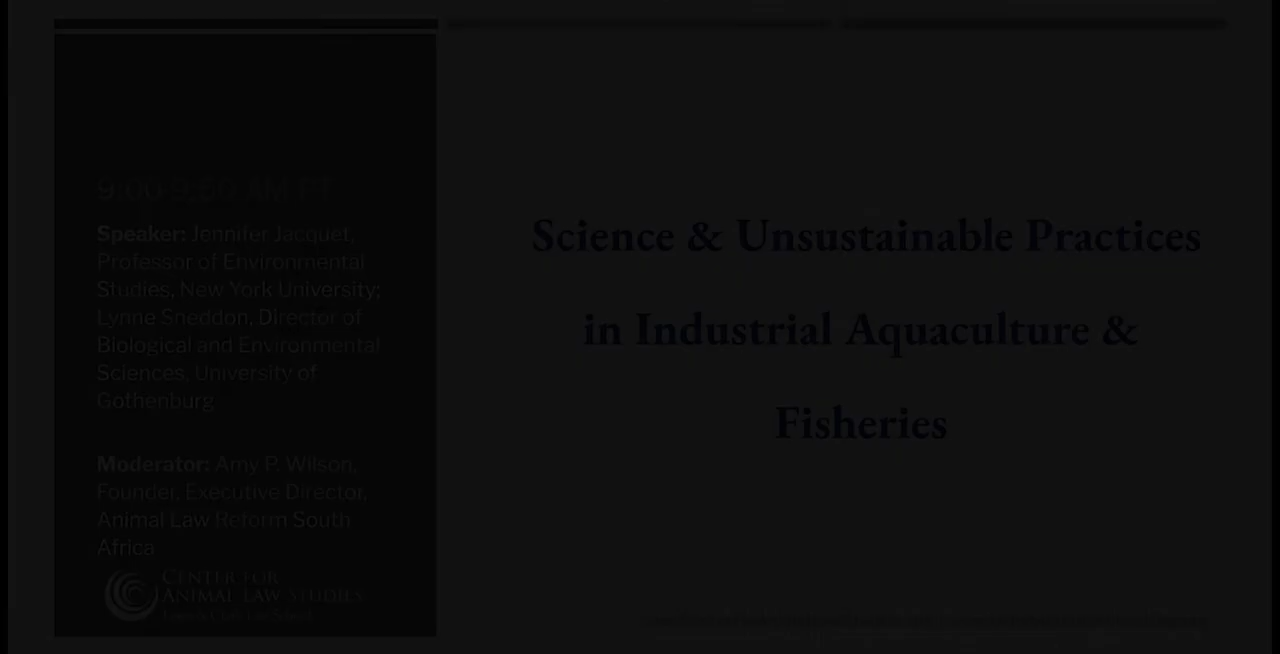 9:00-9:50 AM PT
Speaker: Jennifer Jacquet,
Professor of Environmental
Studies, New York University;
Lynne Sneddon, Director of
Biological and Environmental
Sciences, University of
Gothenburg
Moderator: Amy P. Wilson,
Founder, Executive Director,
Animal Law Reform South
Africa
CENTER FOR
ANIMAL LAW STUDIES
Science & Unsustainable Practices
in Industrial Aquaculture &
Fisheries